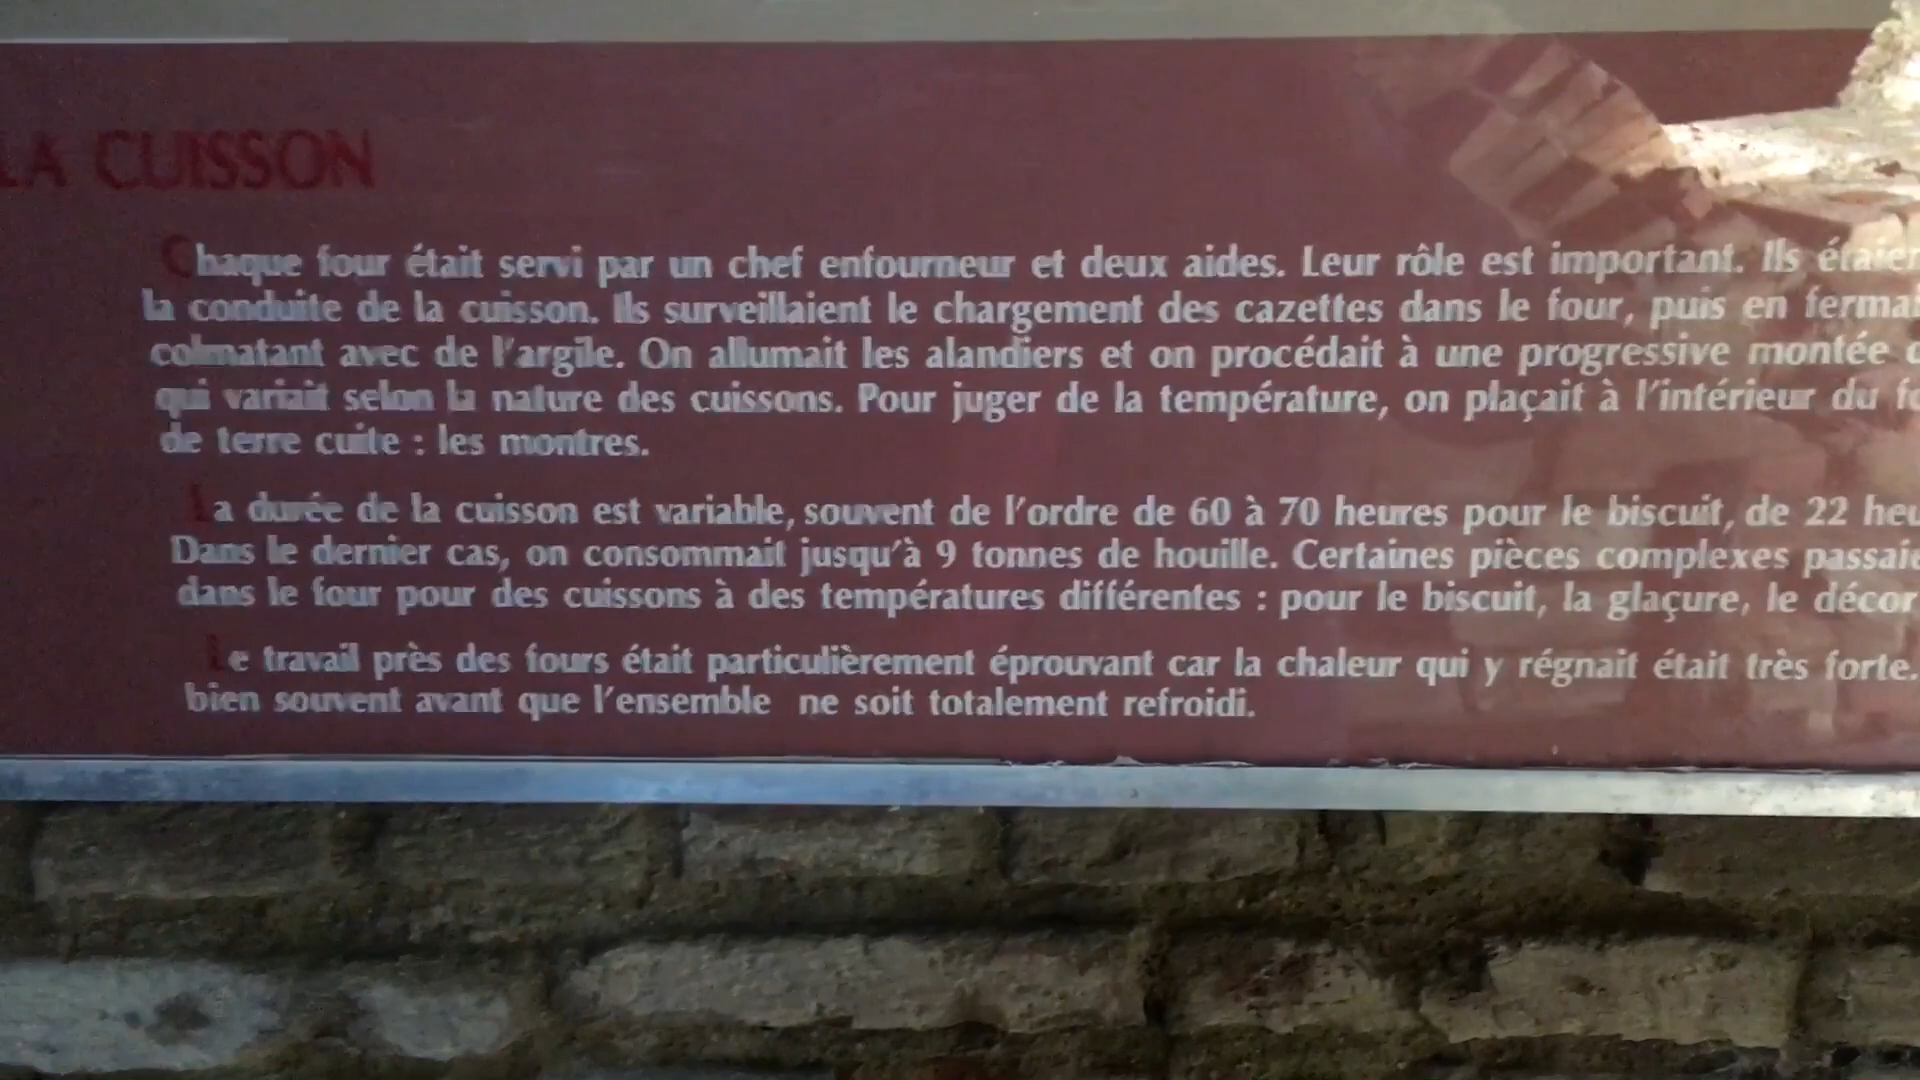 LA CUISSON
Chaque four était servi par un chef enfourneur et deux aides. Leur rôle est important. Ils étaien
la conduite de la cuisson. Ils surveillaient le chargement des cazettes dans le four, puis en ferma
colmatant avec de l'argile. On allumait les alandiers et on procédait à une progressive montée
qui variait selon la nature des cuissons. Pour juger de la température, on plaçait à l'intérieur du fo
de terre cuite : les montres.
La durée de la cuisson est variable, souvent de l'ordre de 60 à 70 heures pour le biscuit, de 22 heu
Dans le dernier cas, on consommait jusqu'à 9 tonnes de houille. Certaines pièces complexes passaie
dans le four pour des cuissons à des températures différentes : pour le biscuit, la glaçure, le décor
Le travail près des fours était particulièrement éprouvant car la chaleur qui y régnait était très forte.
bien souvent avant que l'ensemble ne soit totalement refroidi.